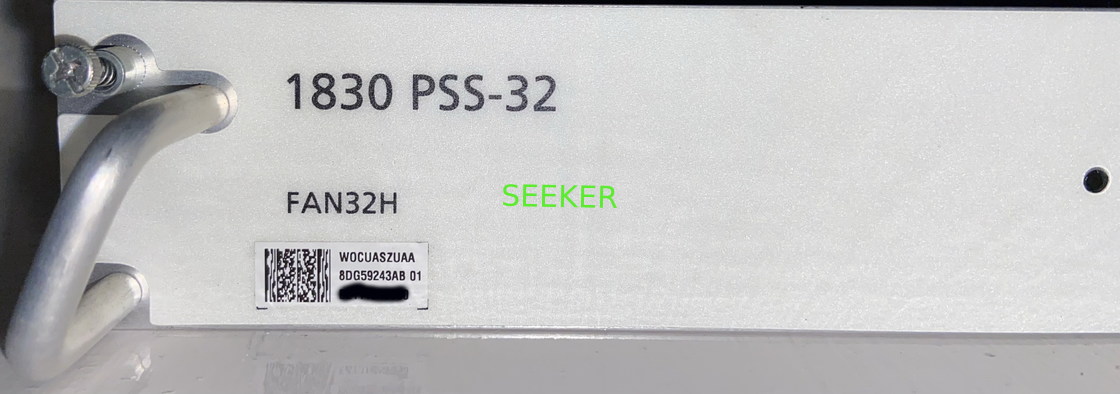 1830 PSS-32
FAN32H
SEEKER
WOCUASZUAA
8DG59243AB 01